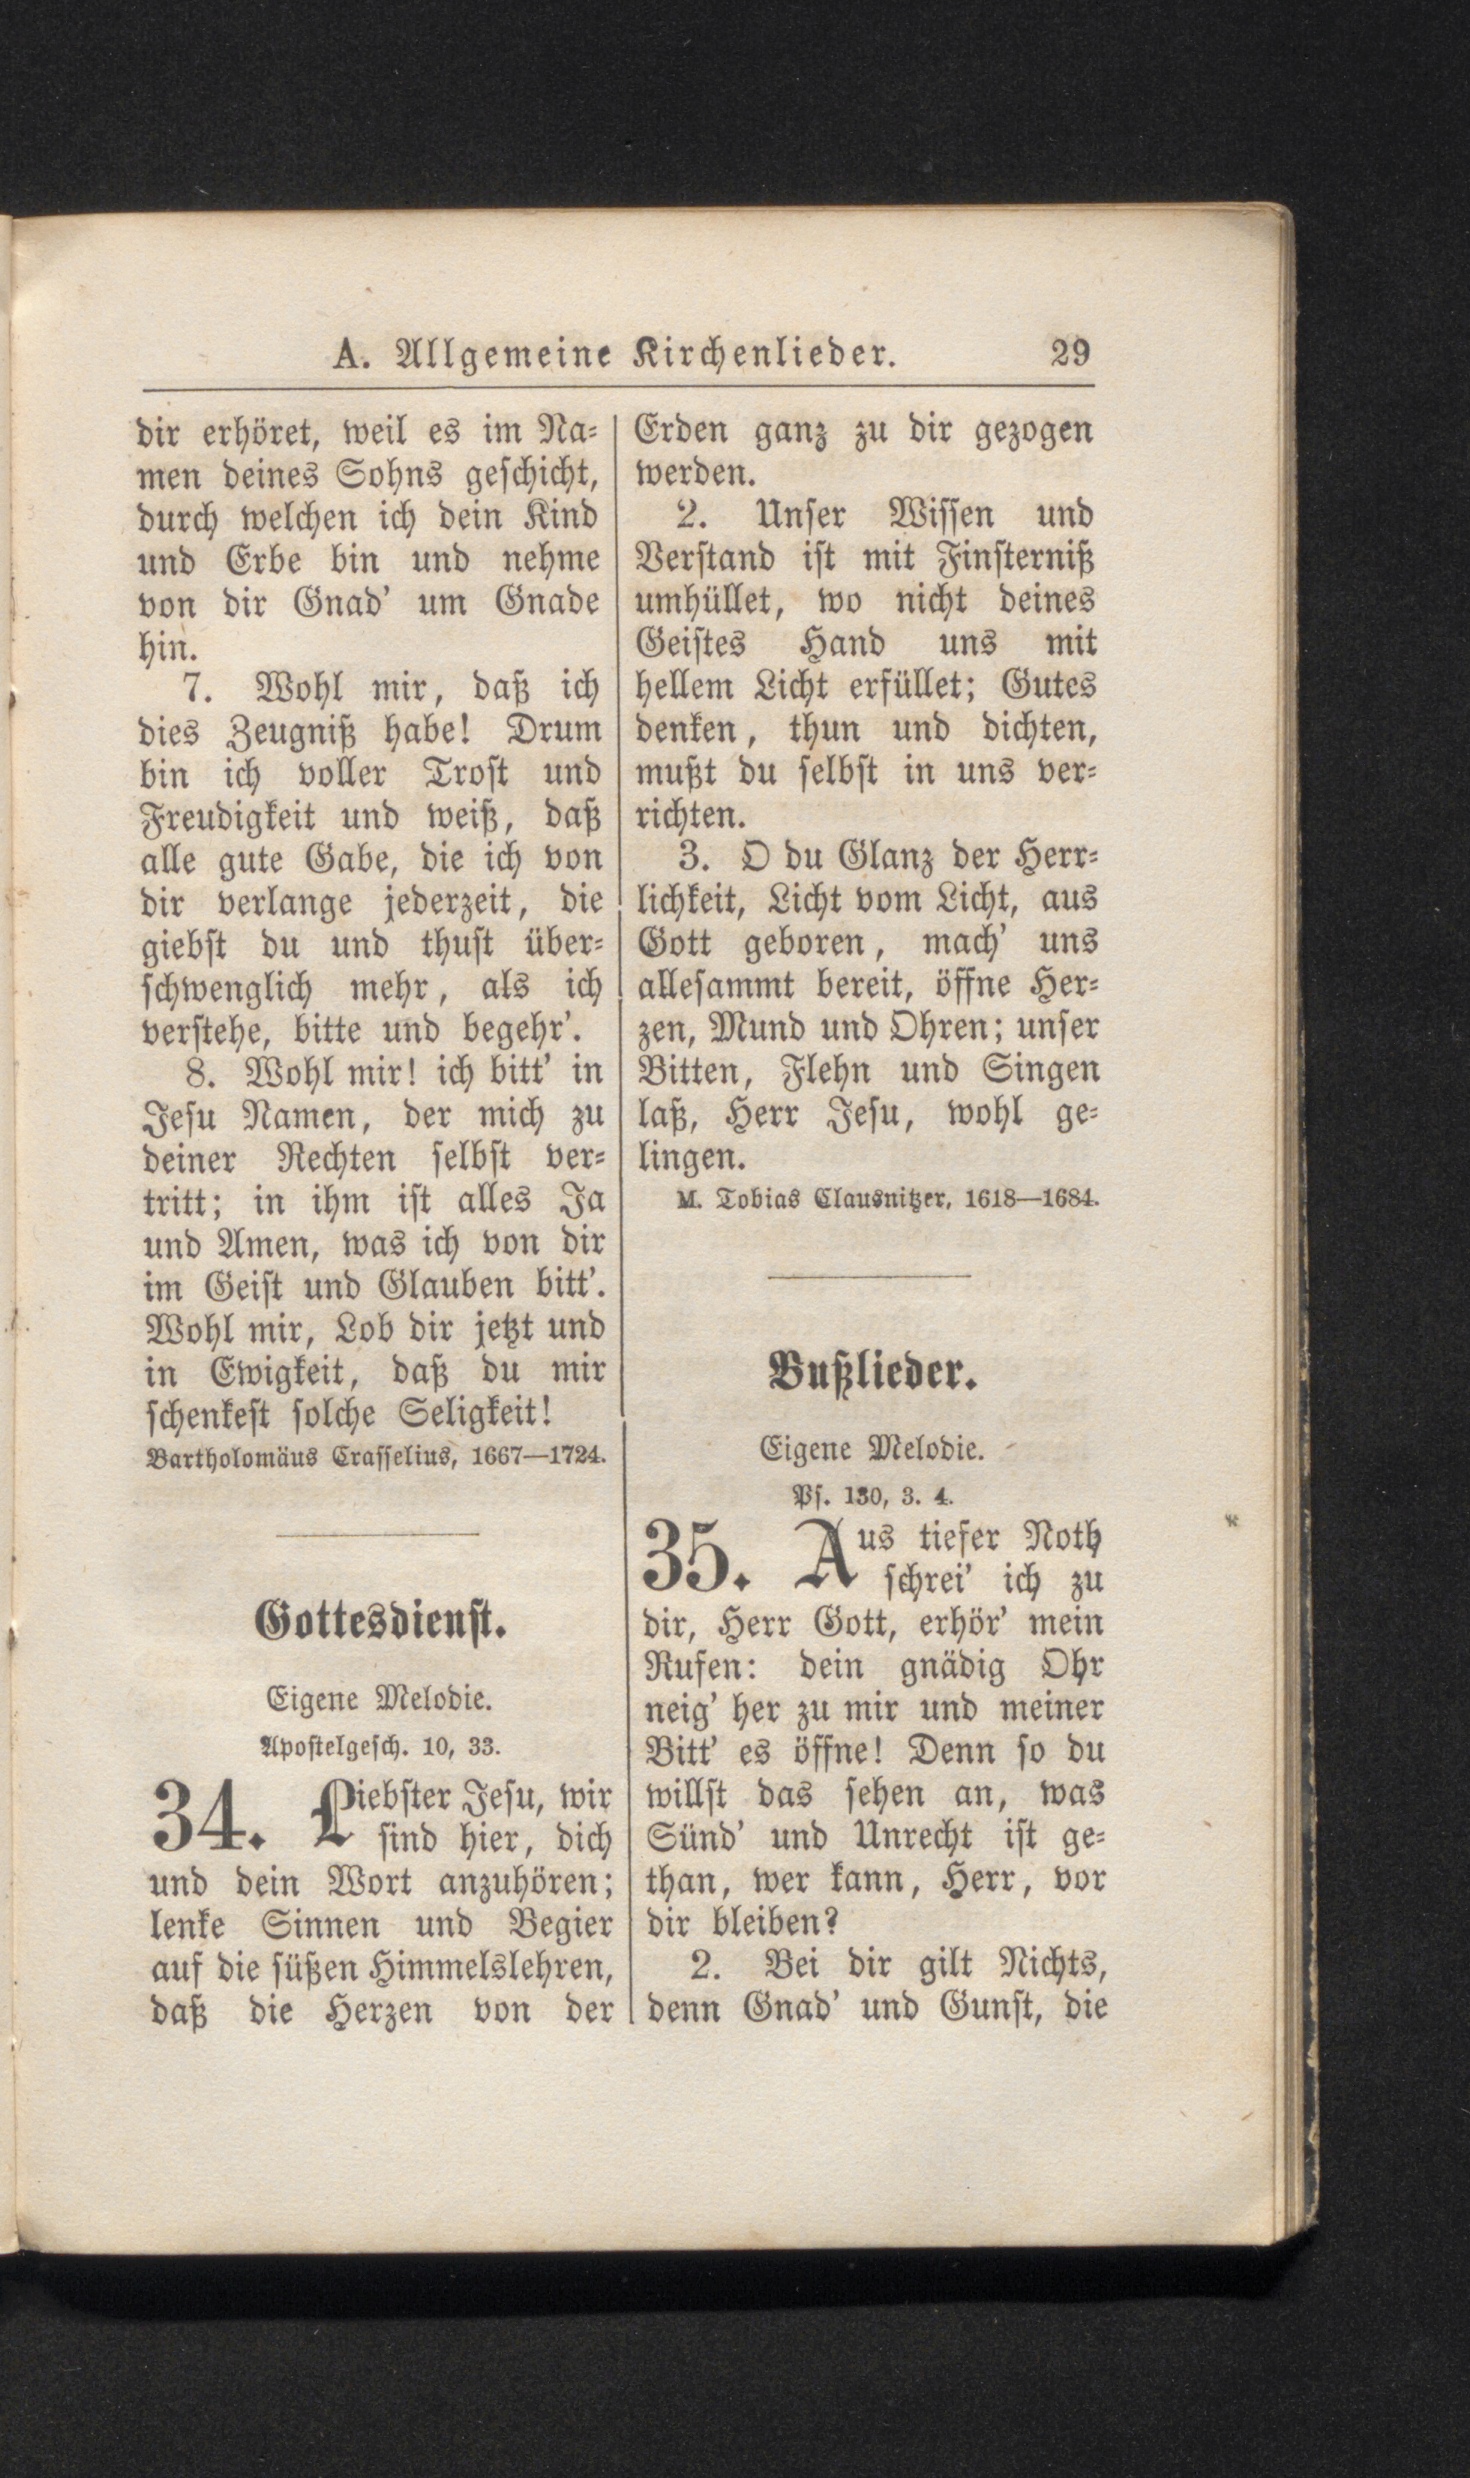 A. Allgemeine Kirchenlieder. 29
dir erhöret, weil es im Na-
men deines Sohns geschicht,
durch welchen ich dein Kind
und Erbe bin und nehme
von dir Gnad' um Gnade
hin.
7. Wohl mir, daß ich
dies Zeugniß habe! Drum
bin ich voller Trost und
Freudigkeit und weiß, daß
alle gute Gabe, die ich von
dir verlange jederzeit, die
giebst du und thust über-
schwenglich mehr, als ich
verstehe, bitte und begehr'.
8. Wohl mir! ich bitt' in
Jesu Namen, der mich zu
deiner Rechten selbst ver-
tritt; in ihm ist alles Ja
und Amen, was ich von dir
im Geist und Glauben bitt'.
Wohl mir, Lob dir jetzt und
in Ewigkeit, daß du mir
schenkest solche Seligkeit!
Bartholomäus Crasselius, 1667—1724.
Gottesdienst.
Eigene Melodie.
Apostelgesch. 10, 33.
34. Liebster Jesu, wir
sind hier, dich
und dein Wort anzuhören;
lenke Sinnen und Begier
auf die süßen Himmelslehren,
daß die Herzen von der
Erden ganz zu dir gezogen
werden.
2. Unser Wissen und
Verstand ist mit Finsterniß
umhüllet, wo nicht deines
Geistes Hand uns mit
hellem Licht erfüllet; Gutes
denken, thun und dichten,
mußt du selbst in uns ver-
richten.
3. O du Glanz der Herr-
lichkeit, Licht vom Licht, aus
Gott geboren, mach' uns
allesammt bereit, öffne Her-
zen, Mund und Ohren; unser
Bitten, Flehn und Singen
laß, Herr Jesu, wohl ge-
lingen.
M. Tobias Clausnitzer, 1618—1684.
Bußlieder.
Eigene Melodie.
Ps. 130, 3. 4.
35. Aus tiefer Noth
schrei' ich zu
dir, Herr Gott, erhör' mein
Rufen: dein gnädig Ohr
neig' her zu mir und meiner
Bitt' es öffne! Denn so du
willst das sehen an, was
Sünd' und Unrecht ist ge-
than, wer kann, Herr, vor
dir bleiben?
2. Bei dir gilt Nichts,
denn Gnad' und Gunst, die